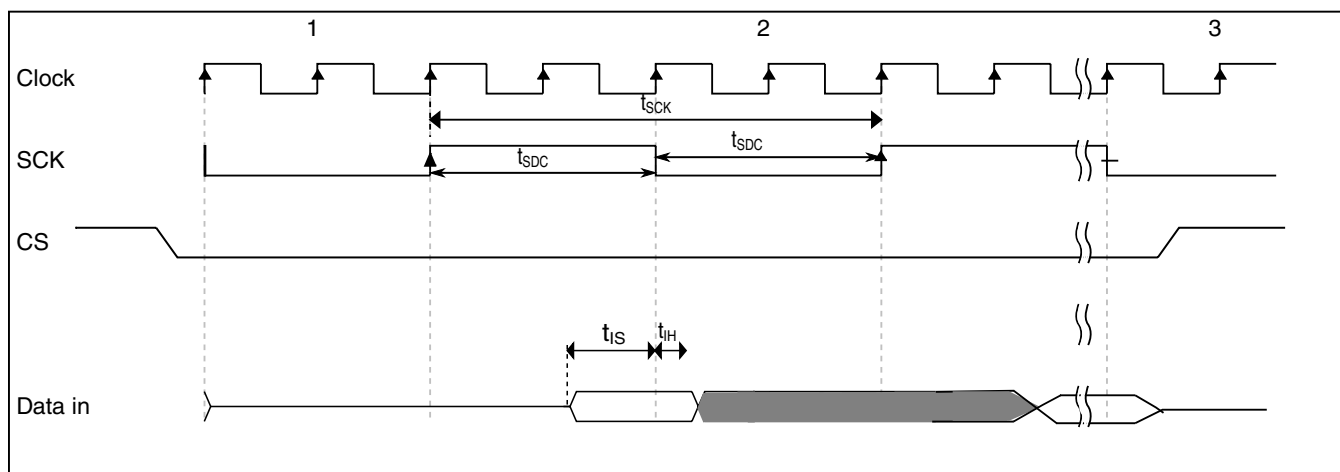 1 2 3
Clock
tSCK
SCK
tSDC tSDC
CS
tIS tIH
Data in